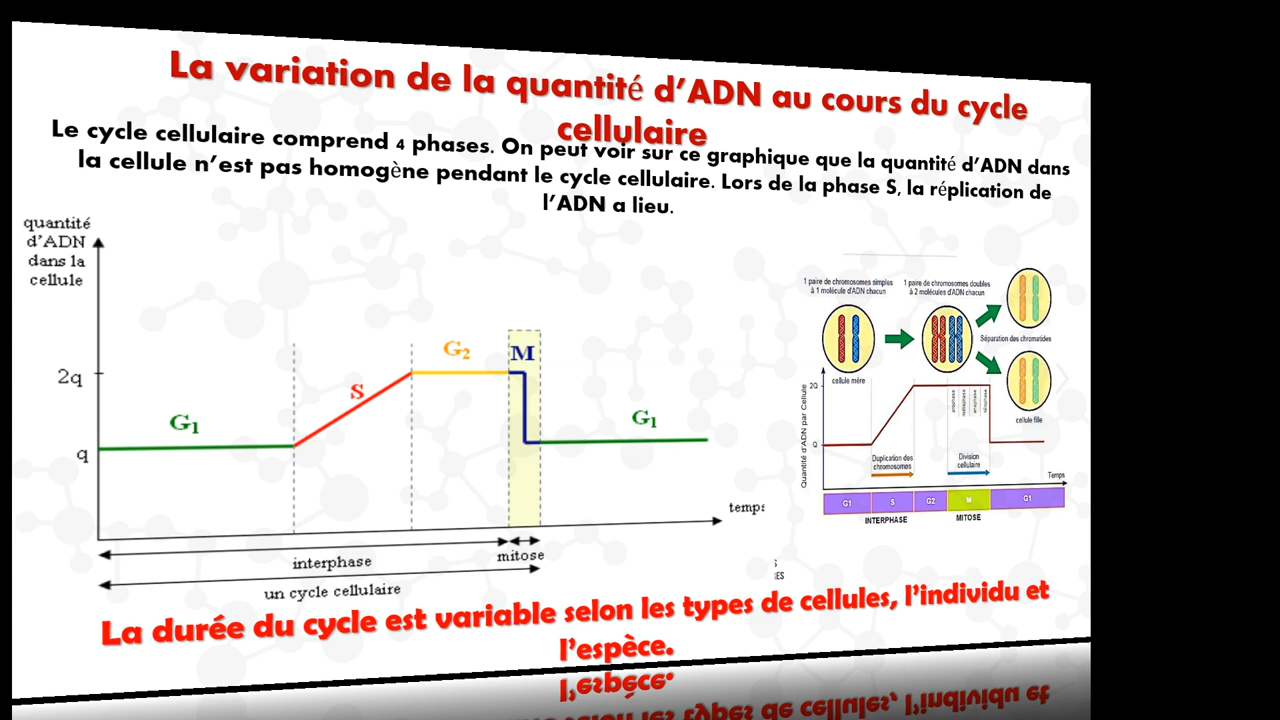 La variation de la quantité d'ADN au cours du cycle
cellulaire
Le cycle cellulaire comprend 4 phases. On peut voir sur ce graphique que la quantité d'ADN dans
la cellule n'est pas homogène pendant le cycle cellulaire. Lors de la phase S, la réplication de
l'ADN a lieu.
quantité
d'ADN
dans la
cellule
2q
q
G1
S
G2
M
G1
temps
interphase
mitose
un cycle cellulaire
1 paire de chromosomes simples
à 1 molécule d'ADN chacun
1 paire de chromosomes doubles
à 2 molécules d'ADN chacun
Séparation des chromatides
cellule mère
cellule fille
Quantité d'ADN par Cellule
2Q
Q
prophase
métaphase
anaphase
télophase
Duplication des
chromosomes
Division
cellulaire
Temps
G1 S G2 M G1
INTERPHASE MITOSE
S
ES
La durée du cycle est variable selon les types de cellules, l'individu et
l'espèce.